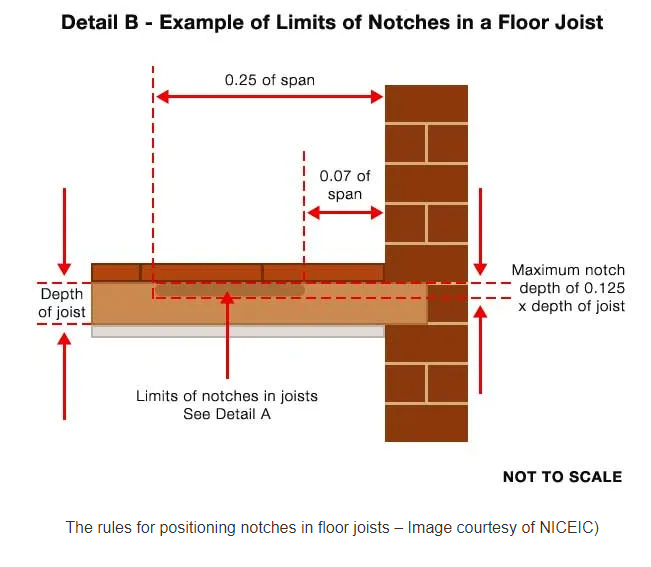 Detail B - Example of Limits of Notches in a Floor Joist
0.25 of span
0.07 of
span
Depth
of joist
Maximum notch
depth of 0.125
x depth of joist
Limits of notches in joists
See Detail A
NOT TO SCALE
The rules for positioning notches in floor joists – Image courtesy of NICEIC)